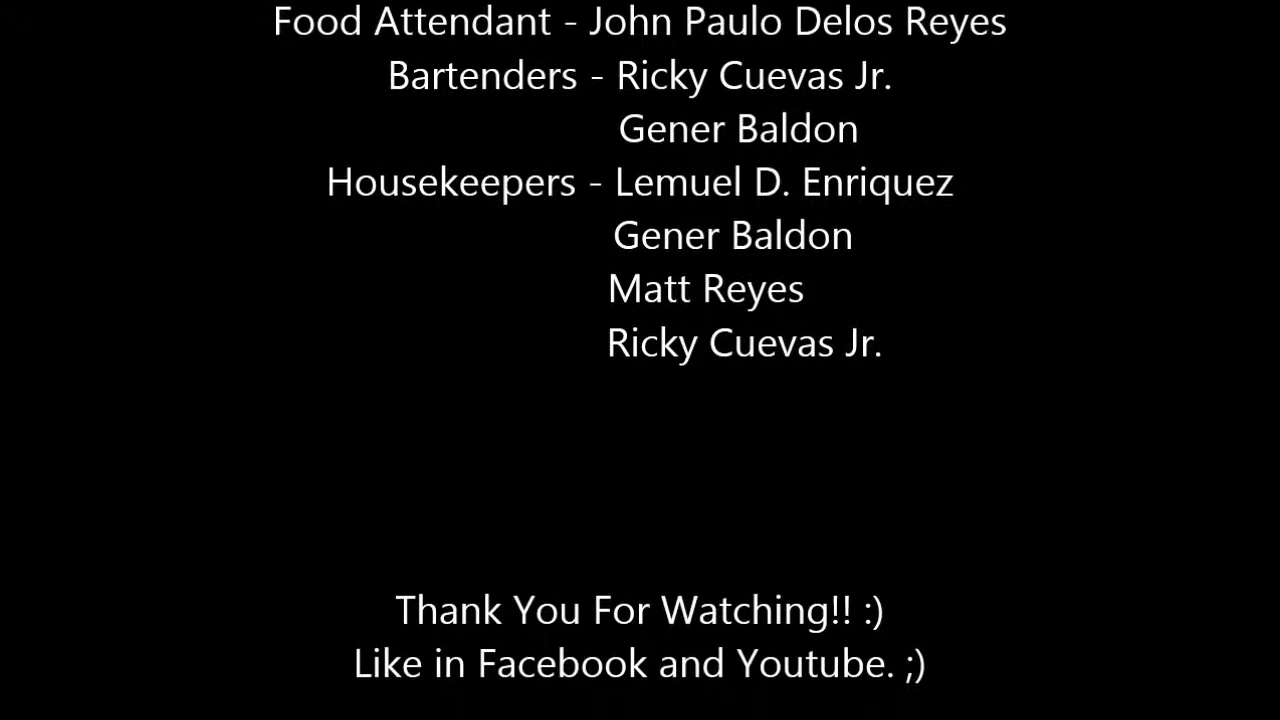 Food Attendant - John Paulo Delos Reyes
Bartenders - Ricky Cuevas Jr.
Gener Baldon
Housekeepers - Lemuel D. Enriquez
Gener Baldon
Matt Reyes
Ricky Cuevas Jr.
Thank You For Watching!! :)
Like in Facebook and Youtube. ;)